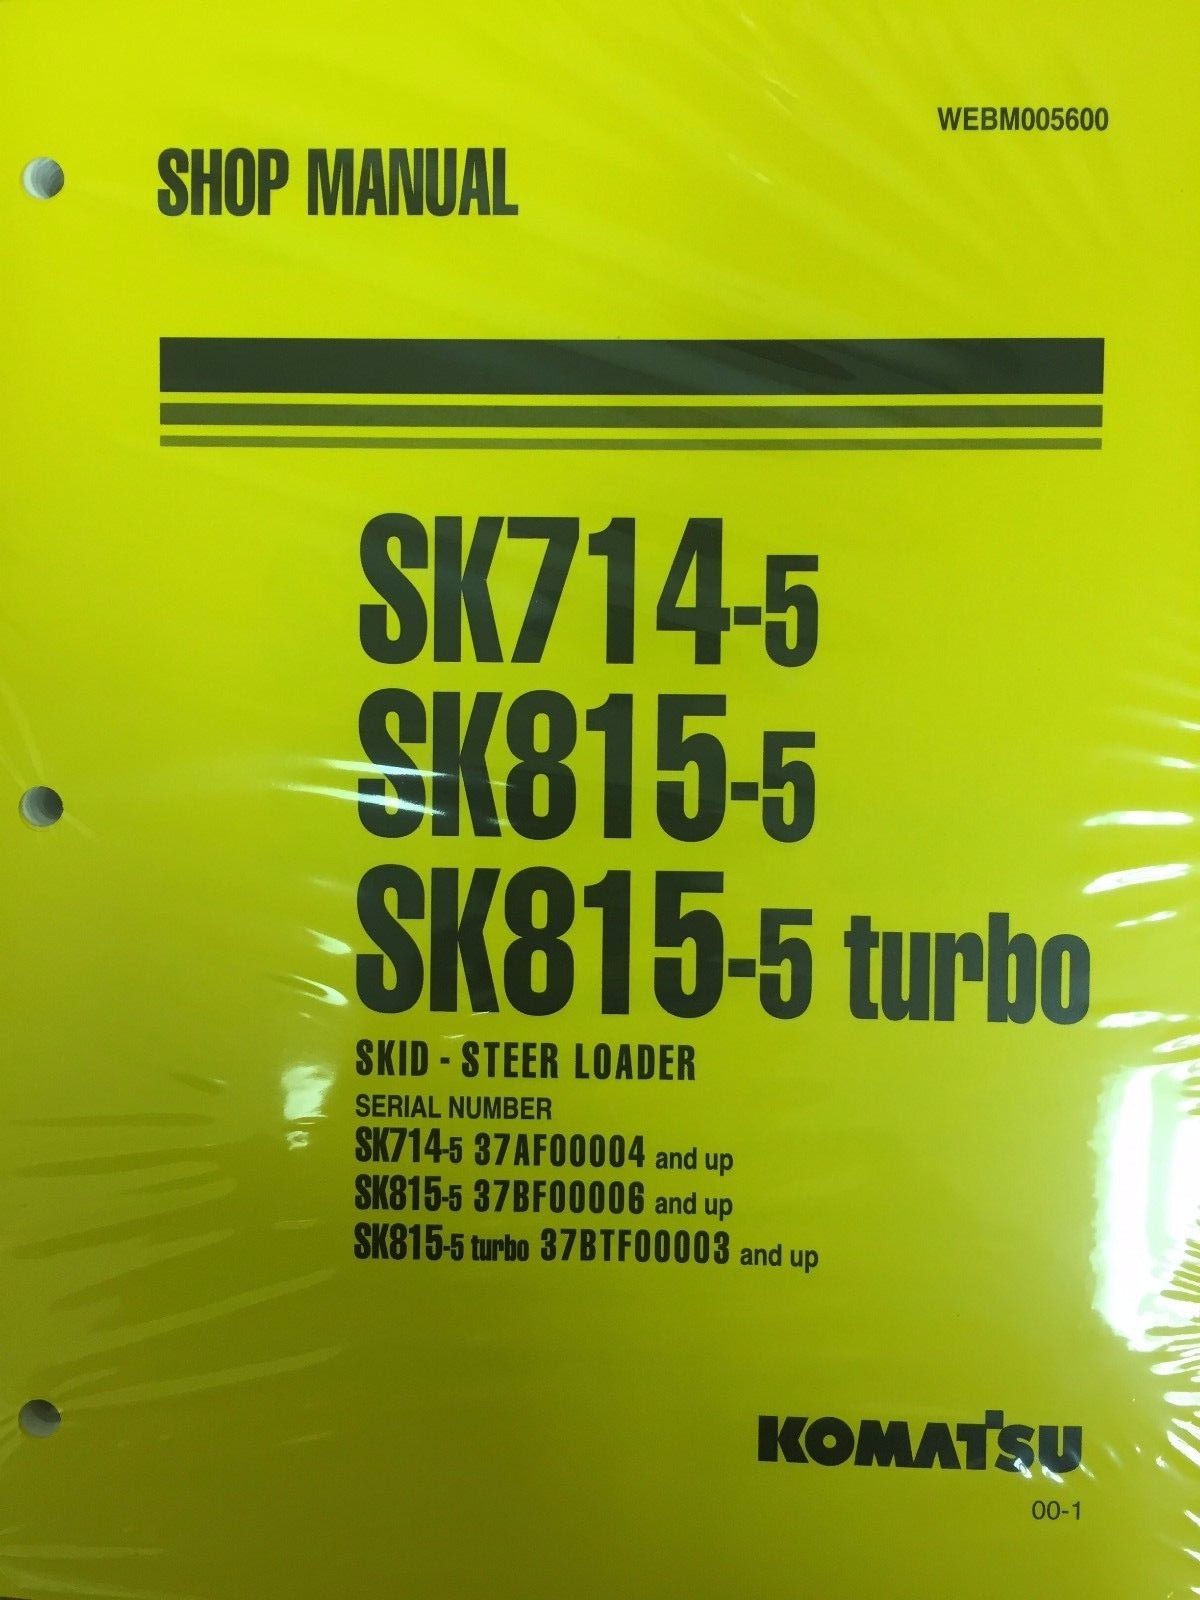 WEBM005600
SHOP MANUAL
SK714-5
SK815-5
SK815-5 turbo
SKID - STEER LOADER
SERIAL NUMBER
SK714-5 37AF00004 and up
SK815-5 37BF00006 and up
SK815-5 turbo 37BTF00003 and up
KOMATSU
00-1